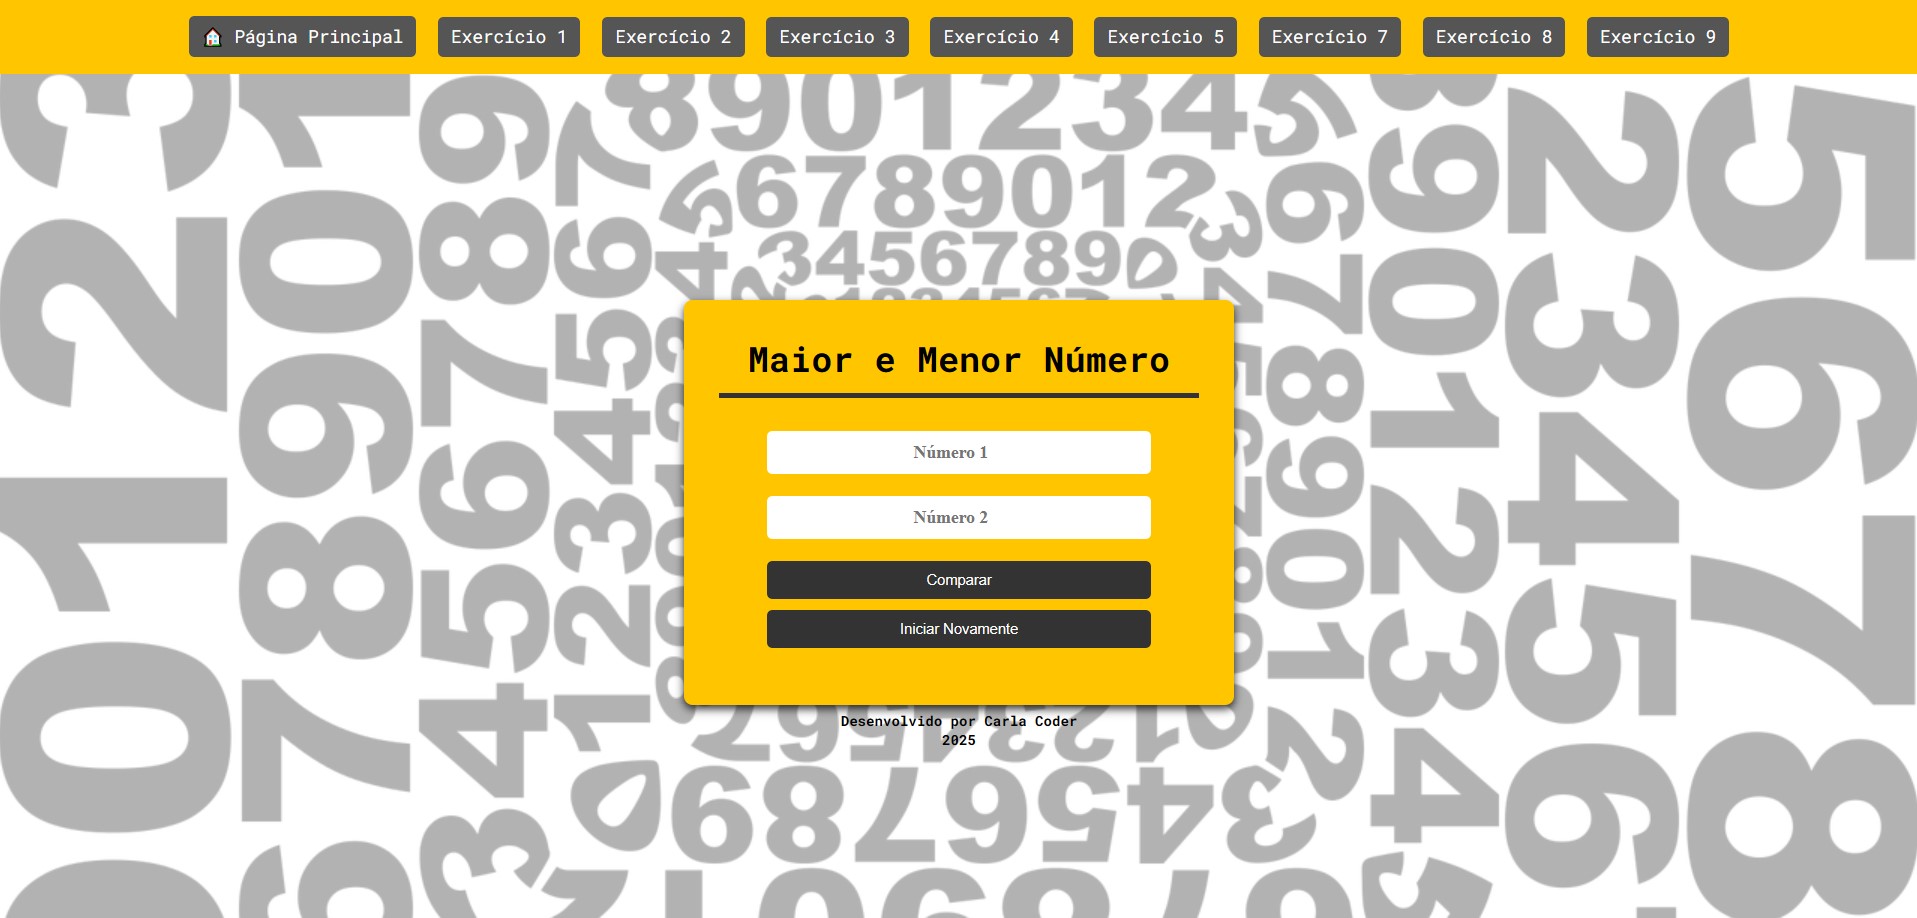 🏠 Página Principal Exercício 1 Exercício 2 Exercício 3 Exercício 4 Exercício 5 Exercício 7 Exercício 8 Exercício 9
Maior e Menor Número
Número 1
Número 2
Comparar
Iniciar Novamente
Desenvolvido por Carla Coder
2025